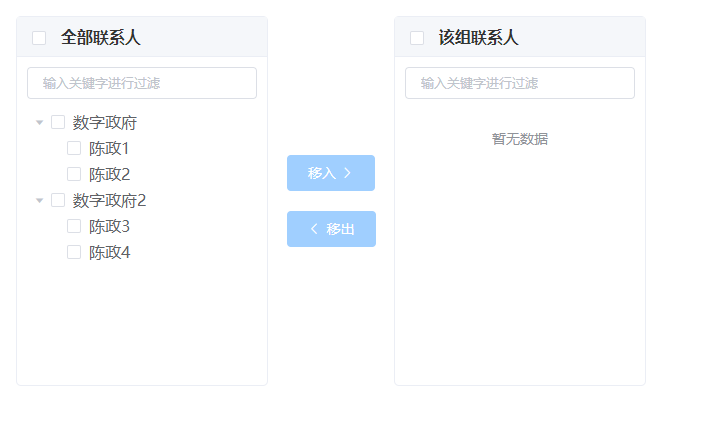 全部联系人
输入关键字进行过滤
数字政府
陈政1
陈政2
数字政府2
陈政3
陈政4
移入
移出
该组联系人
输入关键字进行过滤
暂无数据